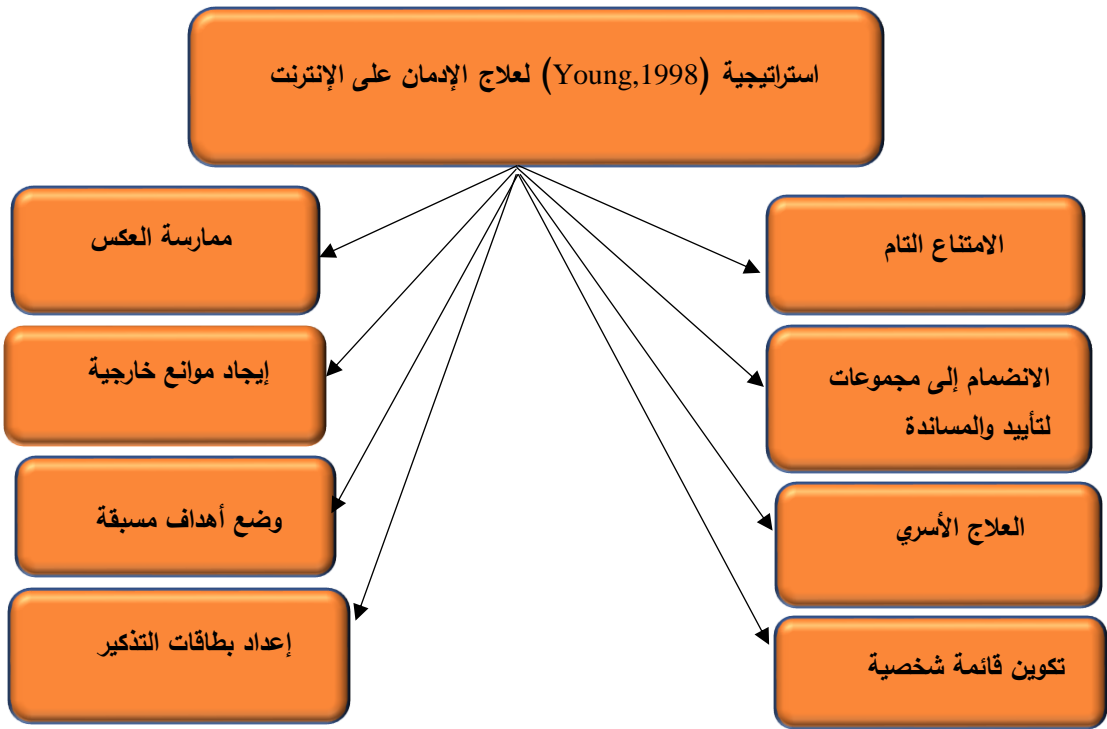 استراتيجية (Young,1998) لعلاج الإدمان على الإنترنت
الامتناع التام
الانضمام إلى مجموعات
لتأييد والمساندة
العلاج الأسري
تكوين قائمة شخصية
ممارسة العكس
إيجاد موانع خارجية
وضع أهداف مسبقة
إعداد بطاقات التذكير